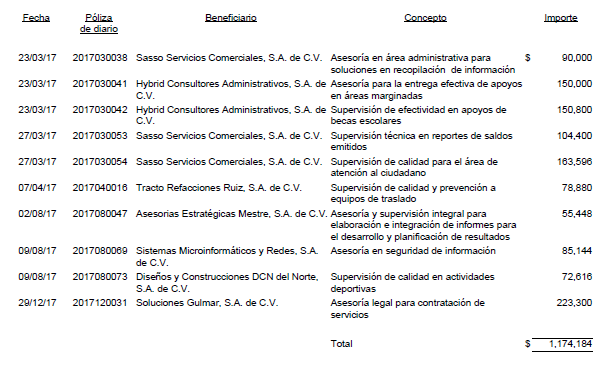 Fecha Póliza de diario Beneficiario Concepto Importe
23/03/17 2017030038 Sasso Servicios Comerciales, S.A. de C.V. Asesoría en área administrativa para $ 90,000
soluciones en recopilación de información
23/03/17 2017030041 Hybrid Consultores Administrativos, S.A. de Asesoría para la entrega efectiva de apoyos 150,000
C.V. en áreas marginadas
23/03/17 2017030042 Hybrid Consultores Administrativos, S.A. de Supervisión de efectividad en apoyos de 150,800
C.V. becas escolares
27/03/17 2017030053 Sasso Servicios Comerciales, S.A. de C.V. Supervisión técnica en reportes de saldos 104,400
emitidos
27/03/17 2017030054 Sasso Servicios Comerciales, S.A. de C.V. Supervisión de calidad para el área de 163,596
atención al ciudadano
07/04/17 2017040016 Tracto Refacciones Ruiz, S.A. de C.V. Supervisión de calidad y prevención a 78,880
equipos de traslado
02/08/17 2017080047 Asesorias Estratégicas Mestre, S.A. de C.V. Asesoría y supervisión integral para 55,448
elaboración e integración de informes para
el desarrollo y planificación de resultados
09/08/17 2017080069 Sistemas Microinformáticos y Redes, S.A. Asesoría en seguridad de información 85,144
de C.V.
09/08/17 2017080073 Diseños y Construcciones DCN del Norte, Supervisión de calidad en actividades 72,616
S.A. de C.V. deportivas
29/12/17 2017120031 Soluciones Gulmar, S.A. de C.V. Asesoría legal para contratación de 223,300
servicios
Total $ 1,174,184